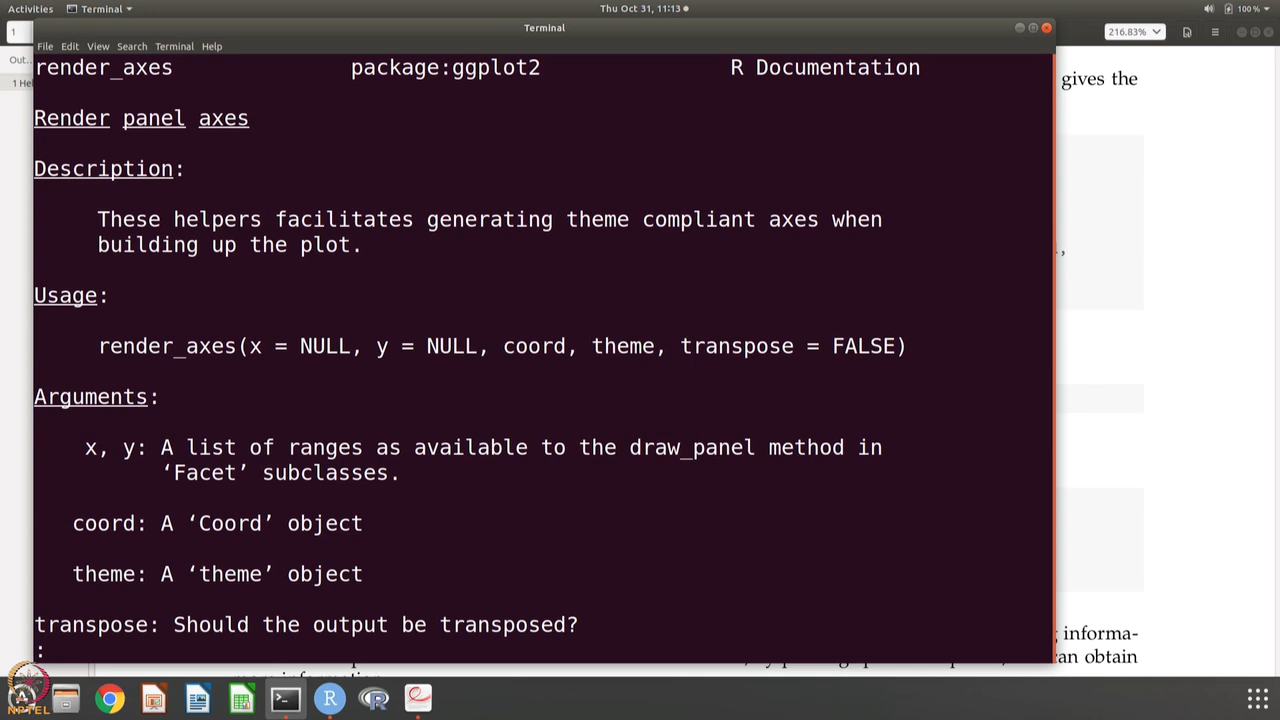 Activities Terminal Thu Oct 31, 11:13 100 %
Terminal
1 216.83%
File Edit View Search Terminal Help
Out..
render_axes package:ggplot2 R Documentation
gives the
1 Hel
Render panel axes
Description:
These helpers facilitates generating theme compliant axes when
building up the plot.
Usage:
render_axes(x = NULL, y = NULL, coord, theme, transpose = FALSE)
Arguments:
x, y: A list of ranges as available to the draw_panel method in
‘Facet’ subclasses.
coord: A ‘Coord’ object
theme: A ‘theme’ object
transpose: Should the output be transposed?
informa-
:
can obtain
NPTEL